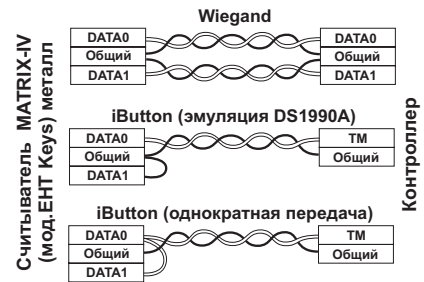 Считыватель MATRIX-IV
(мод.EHT Keys) металл
Wiegand
DATA0
Общий
DATA1
DATA0
Общий
DATA1
iButton (эмуляция DS1990A)
DATA0
Общий
DATA1
TM
Общий
iButton (однократная передача)
DATA0
Общий
DATA1
TM
Общий
Контроллер